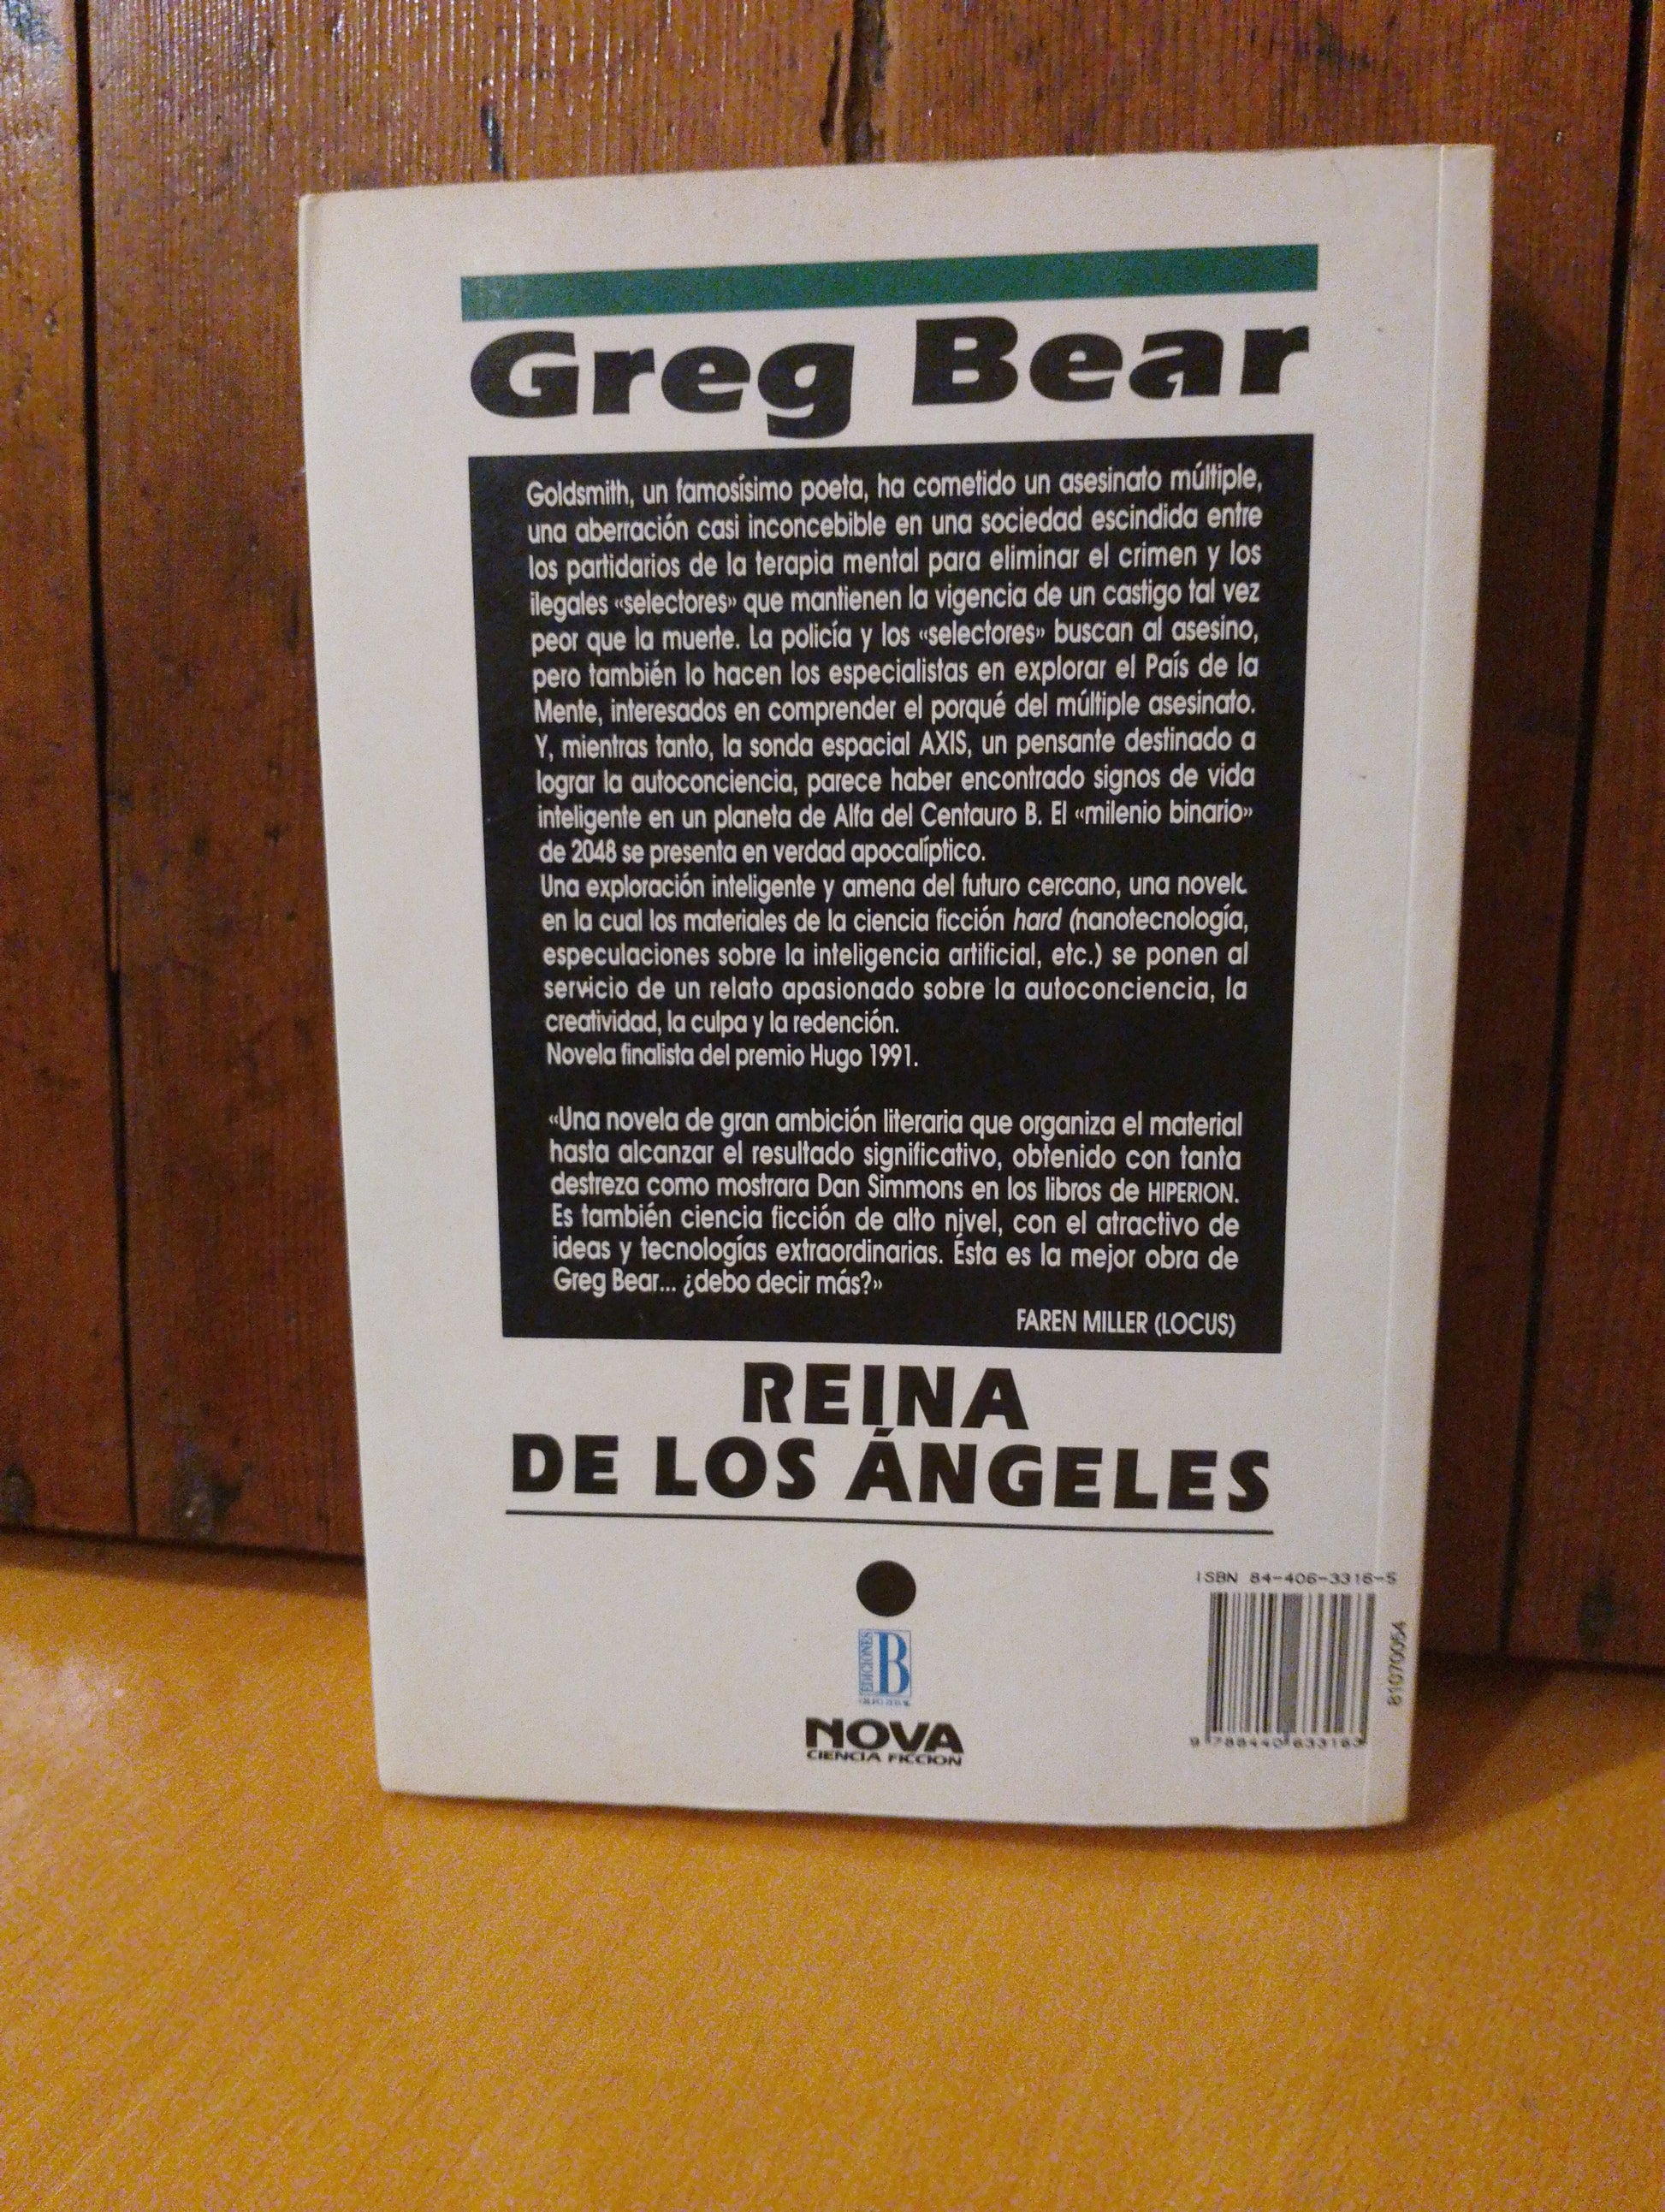 Greg Bear
Goldsmith, un famosísimo poeta, ha cometido un asesinato múltiple,
una aberración casi inconcebible en una sociedad escindida entre
los partidarios de la terapia mental para eliminar el crimen y los
ilegales «selectores» que mantienen la vigencia de un castigo tal vez
peor que la muerte. La policía y los «selectores» buscan al asesino,
pero también lo hacen los especialistas en explorar el País de la
Mente, interesados en comprender el porqué del múltiple asesinato.
Y, mientras tanto, la sonda espacial AXIS, un pensante destinado a
lograr la autoconciencia, parece haber encontrado signos de vida
inteligente en un planeta de Alfa del Centauro B. El «milenio binario»
de 2048 se presenta en verdad apocalíptico.
Una exploración inteligente y amena del futuro cercano, una novela
en la cual los materiales de la ciencia ficción hard (nanotecnología,
especulaciones sobre la inteligencia artificial, etc.) se ponen al
servicio de un relato apasionado sobre la autoconciencia, la
creatividad, la culpa y la redención.
Novela finalista del premio Hugo 1991.
«Una novela de gran ambición literaria que organiza el material
hasta alcanzar el resultado significativo, obtenido con tanta
destreza como mostrara Dan Simmons en los libros de HIPERION.
Es también ciencia ficción de alto nivel, con el atractivo de
ideas y tecnologías extraordinarias. Ésta es la mejor obra de
Greg Bear... ¿debo decir más?»
FAREN MILLER (LOCUS)
REINA
DE LOS ÁNGELES
ISBN 84-406-3316-5
81070054
EDICIONES
B
NOVA
CIENCIA FICCION
9 788440 633163